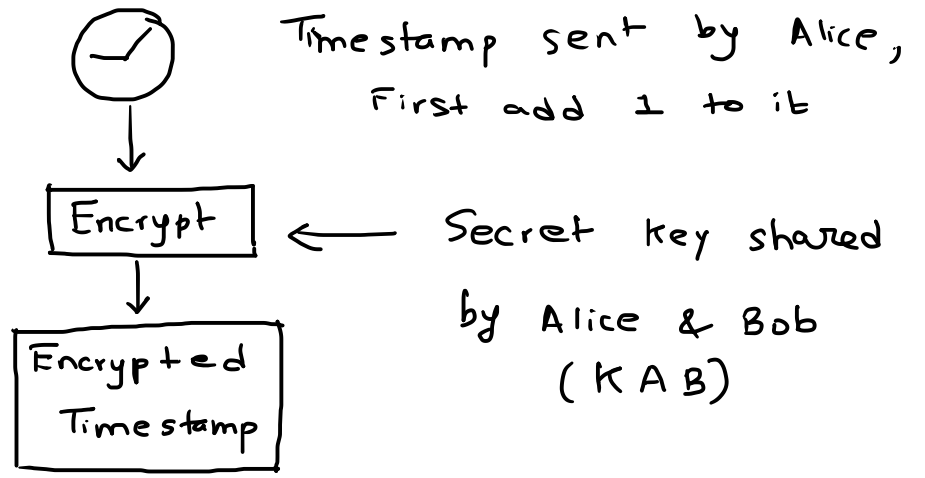 Timestamp sent by Alice,
First add 1 to it
Encrypt
Secret key shared
by Alice & Bob
(KAB)
Encrypted
Timestamp